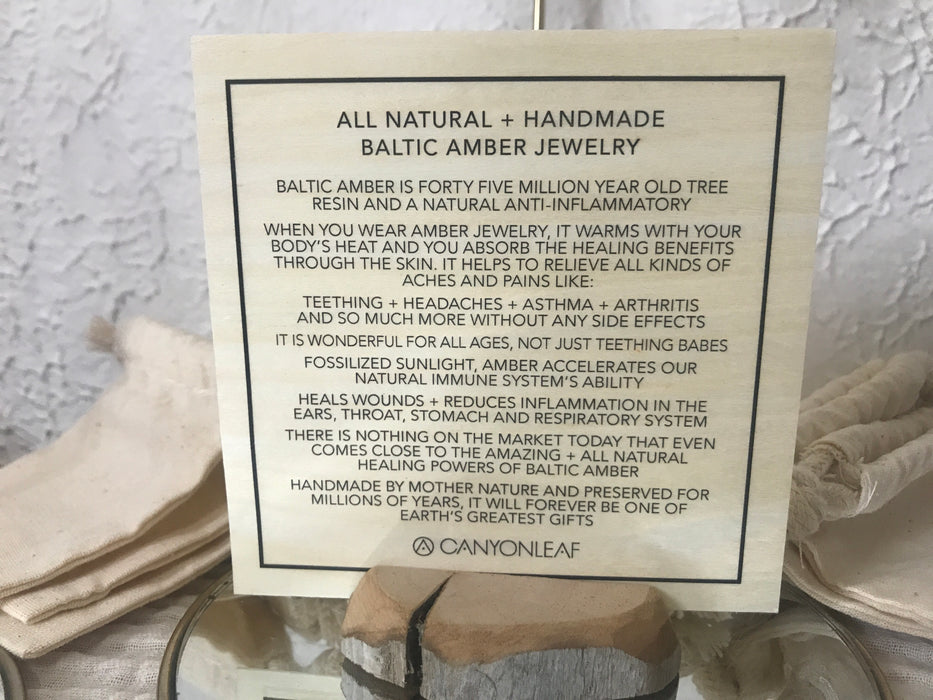 ALL NATURAL + HANDMADE
BALTIC AMBER JEWELRY
BALTIC AMBER IS FORTY FIVE MILLION YEAR OLD TREE
RESIN AND A NATURAL ANTI-INFLAMMATORY
WHEN YOU WEAR AMBER JEWELRY, IT WARMS WITH YOUR
BODY'S HEAT AND YOU ABSORB THE HEALING BENEFITS
THROUGH THE SKIN. IT HELPS TO RELIEVE ALL KINDS OF
ACHES AND PAINS LIKE:
TEETHING + HEADACHES + ASTHMA + ARTHRITIS
AND SO MUCH MORE WITHOUT ANY SIDE EFFECTS
IT IS WONDERFUL FOR ALL AGES, NOT JUST TEETHING BABES
FOSSILIZED SUNLIGHT, AMBER ACCELERATES OUR
NATURAL IMMUNE SYSTEM'S ABILITY
HEALS WOUNDS + REDUCES INFLAMMATION IN THE
EARS, THROAT, STOMACH AND RESPIRATORY SYSTEM
THERE IS NOTHING ON THE MARKET TODAY THAT EVEN
COMES CLOSE TO THE AMAZING + ALL NATURAL
HEALING POWERS OF BALTIC AMBER
HANDMADE BY MOTHER NATURE AND PRESERVED FOR
MILLIONS OF YEARS, IT WILL FOREVER BE ONE OF
EARTH'S GREATEST GIFTS
CANYONLEAF